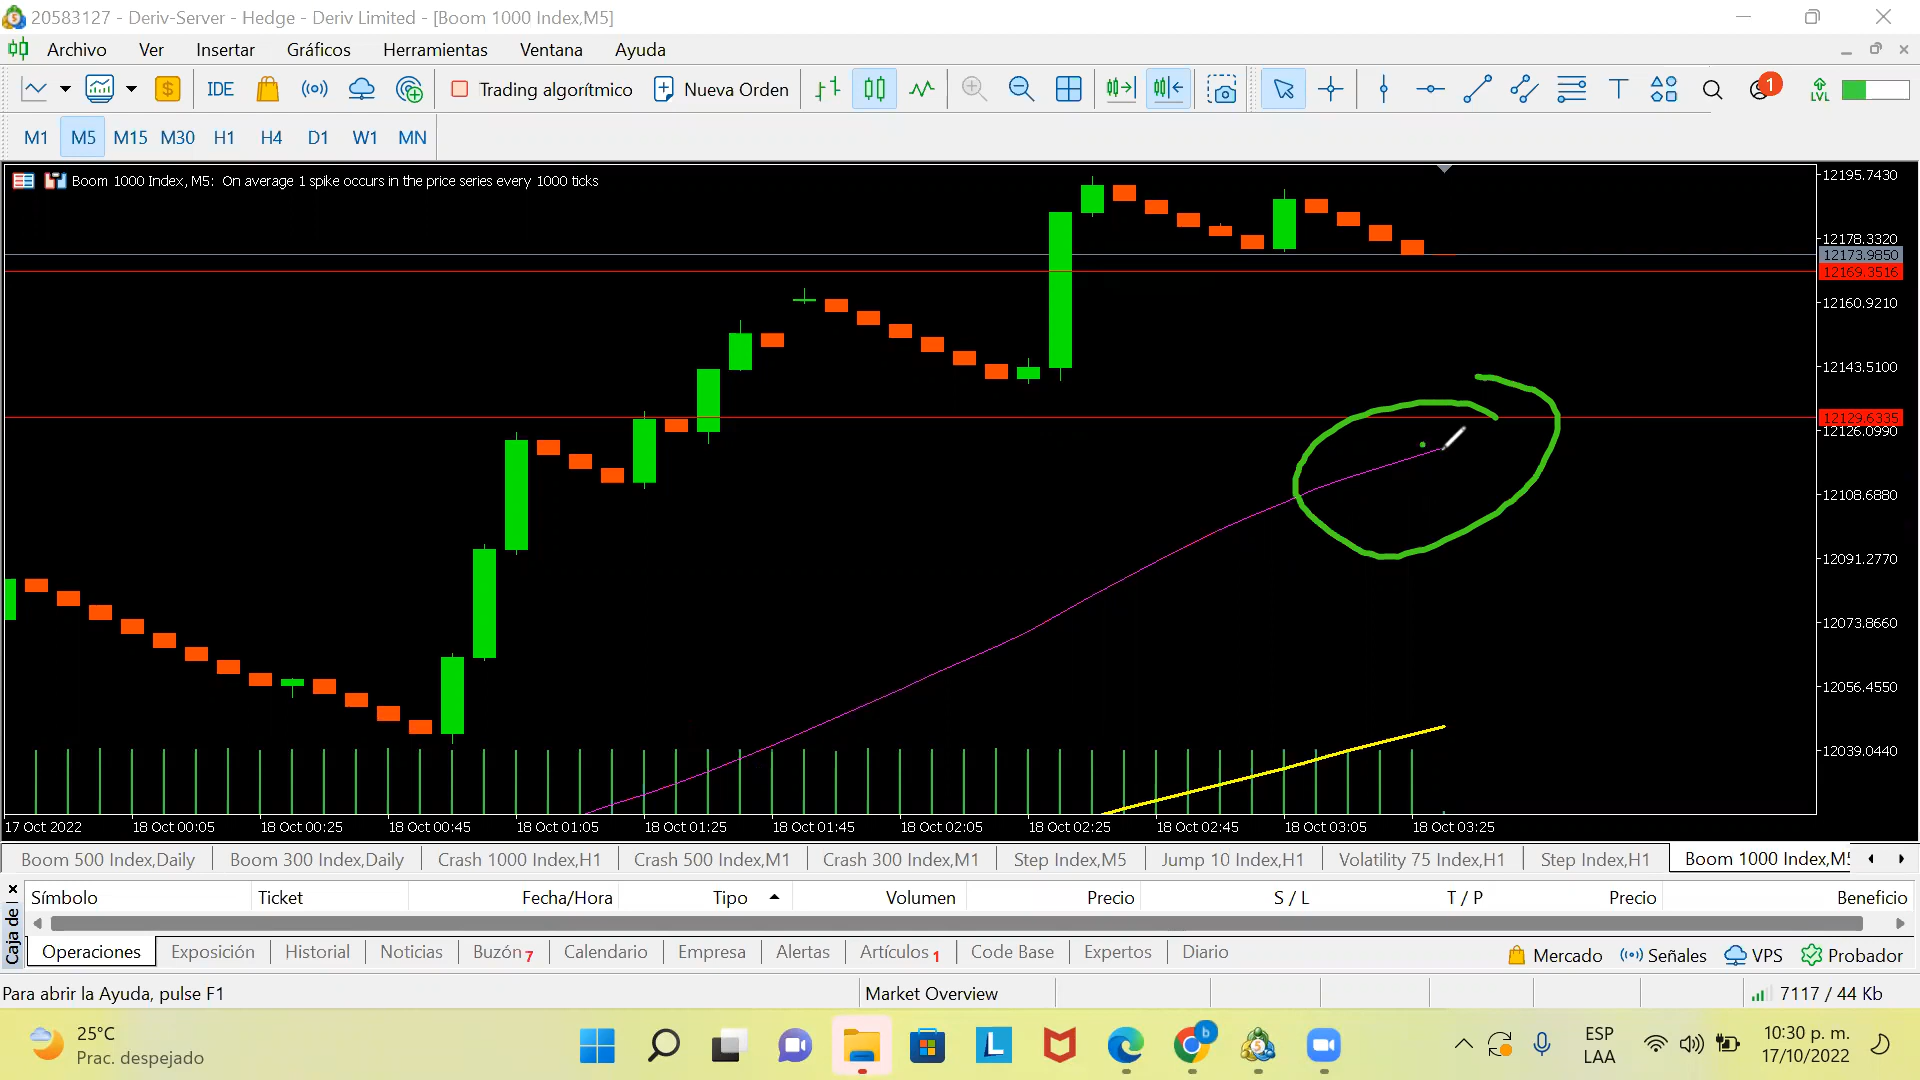 20583127 - Deriv-Server - Hedge - Deriv Limited - [Boom 1000 Index,M5]
Archivo Ver Insertar Gráficos Herramientas Ventana Ayuda
IDE Trading algorítmico Nueva Orden T 1 LVL
M1 M5 M15 M30 H1 H4 D1 W1 MN
Boom 1000 Index, M5: On average 1 spike occurs in the price series every 1000 ticks
12195.7430
12178.3320
12173.9850
12169.3516
12160.9210
12143.5100
12129.6335
12126.0990
12108.6880
12091.2770
12073.8660
12056.4550
12039.0440
17 Oct 2022 18 Oct 00:05 18 Oct 00:25 18 Oct 00:45 18 Oct 01:05 18 Oct 01:25 18 Oct 01:45 18 Oct 02:05 18 Oct 02:25 18 Oct 02:45 18 Oct 03:05 18 Oct 03:25
Boom 500 Index,Daily Boom 300 Index,Daily Crash 1000 Index,H1 Crash 500 Index,M1 Crash 300 Index,M1 Step Index,M5 Jump 10 Index,H1 Volatility 75 Index,H1 Step Index,H1 Boom 1000 Index,M5
Símbolo Ticket Fecha/Hora Tipo Volumen Precio S / L T / P Precio Beneficio
Caja de
Operaciones Exposición Historial Noticias Buzón 7 Calendario Empresa Alertas Artículos 1 Code Base Expertos Diario Mercado Señales VPS Probador
Para abrir la Ayuda, pulse F1 Market Overview 7117 / 44 Kb
25°C
Prac. despejado
ESP
LAA
10:30 p. m.
17/10/2022